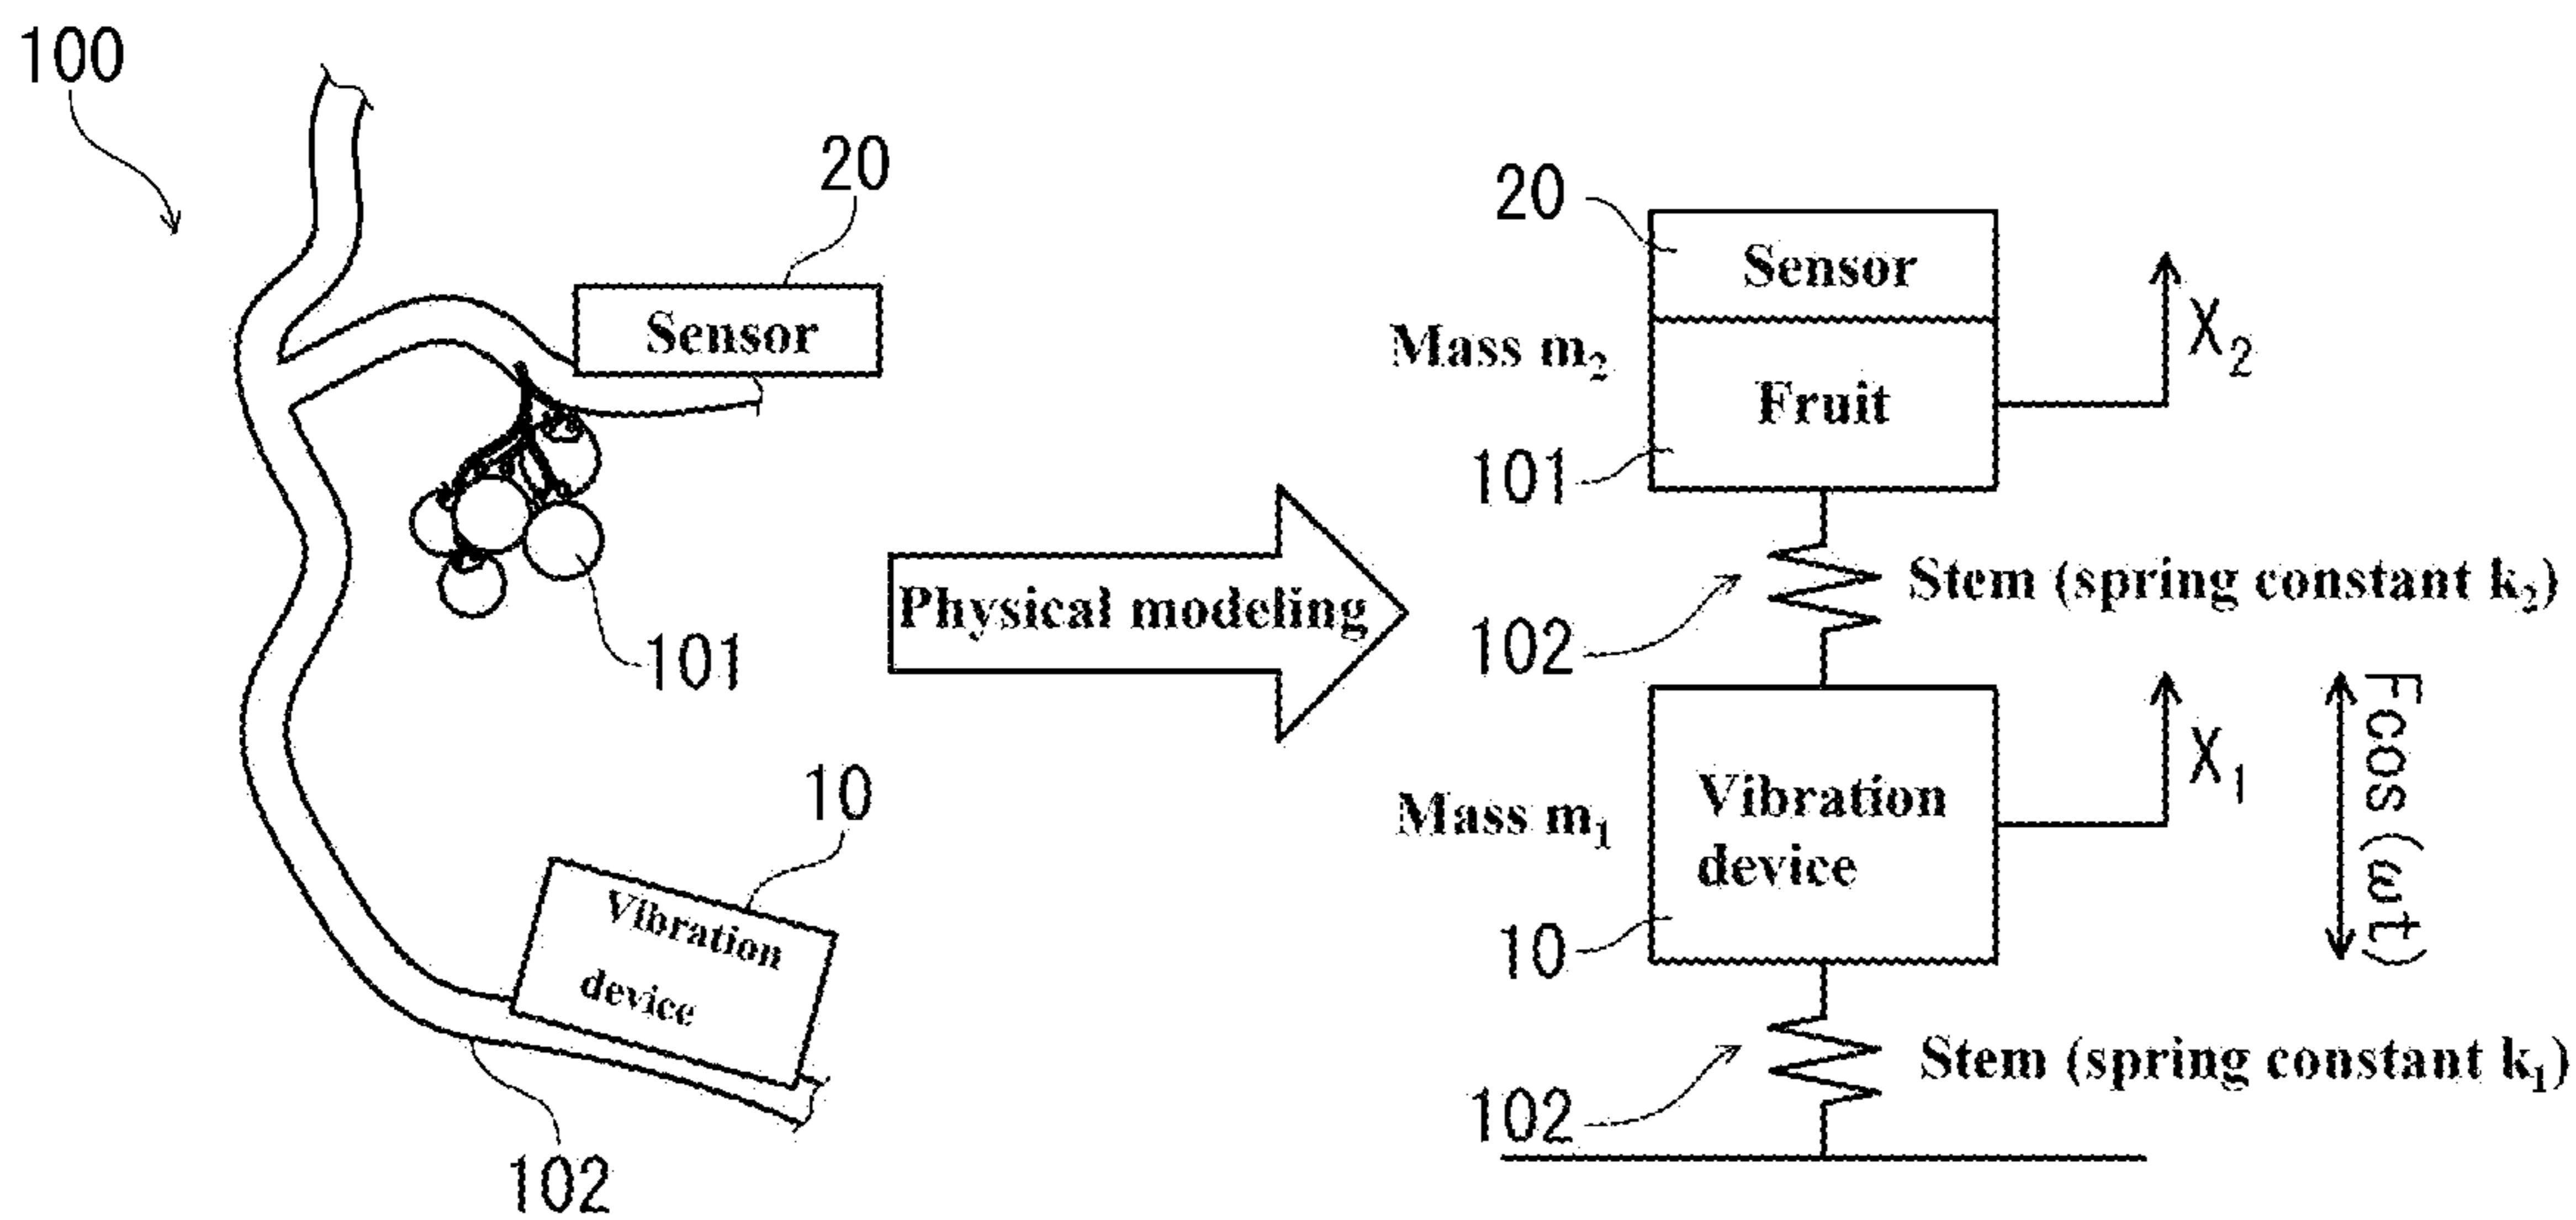 100
20
Sensor
101
10
Vibration
device
102
Physical modeling
20
Sensor
X₂
Mass m₂
Fruit
101
Stem (spring constant k₂)
102
Fcos(ωt)
X₁
Mass m₁
Vibration
device
10
Stem (spring constant k₁)
102